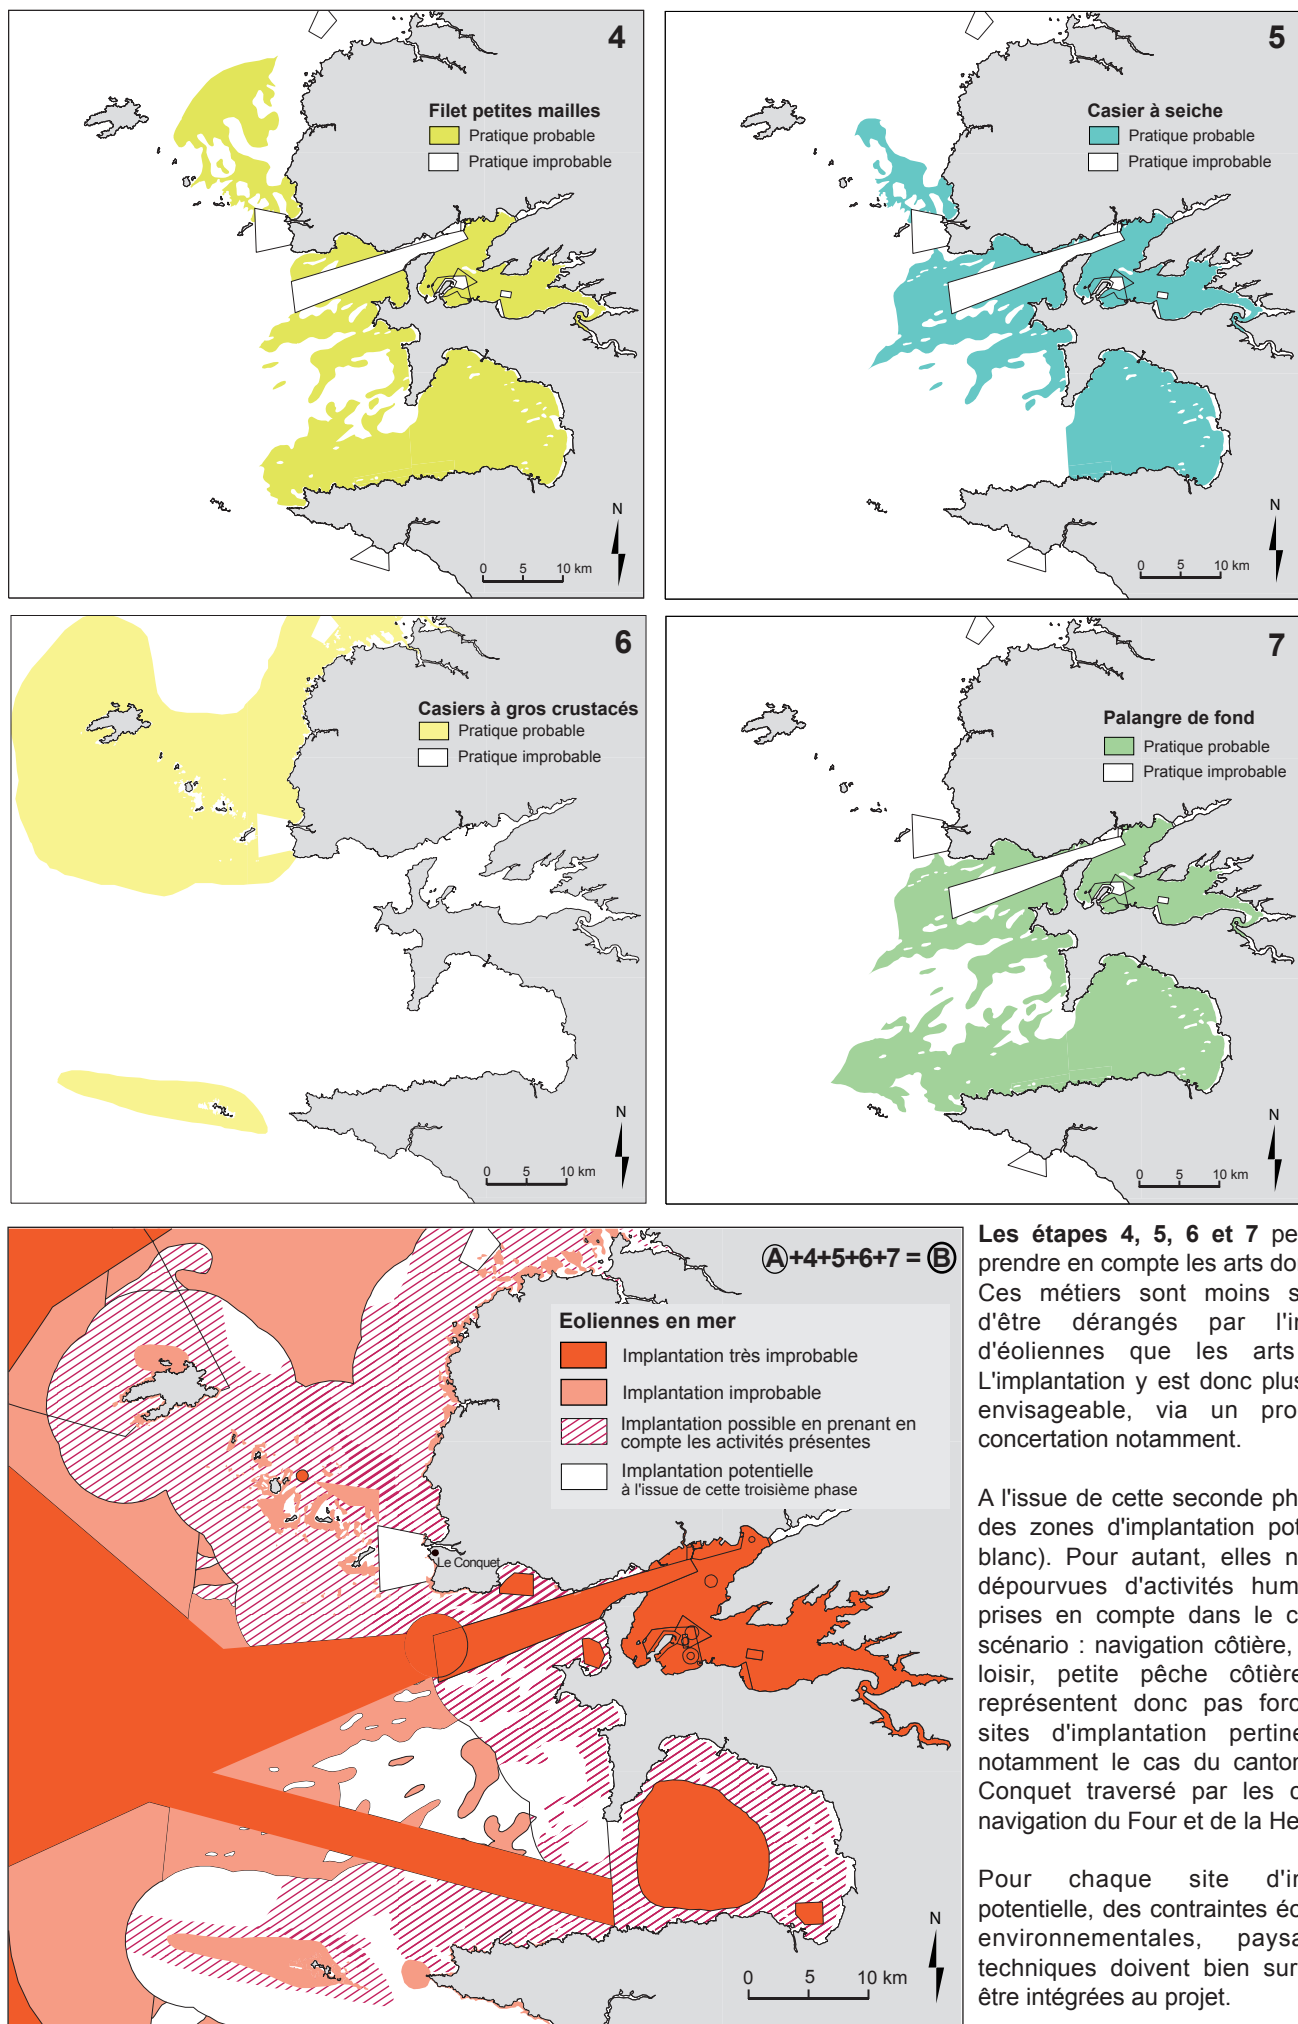 4
Filet petites mailles
Pratique probable
Pratique improbable
N
0 5 10 km
5
Casier à seiche
Pratique probable
Pratique improbable
N
0 5 10 km
6
Casiers à gros crustacés
Pratique probable
Pratique improbable
N
0 5 10 km
7
Palangre de fond
Pratique probable
Pratique improbable
N
0 5 10 km
A+4+5+6+7 = B
Eoliennes en mer
Implantation très improbable
Implantation improbable
Implantation possible en prenant en
compte les activités présentes
Implantation potentielle
à l'issue de cette troisième phase
Le Conquet
N
0 5 10 km
Les étapes 4, 5, 6 et 7
prendre en compte les arts
Ces métiers sont moins
d'être dérangés par
d'éoliennes que les arts
L'implantation y est donc
envisageable, via un
concertation notamment.
A l'issue de cette seconde
des zones d'implantation
blanc). Pour autant, elles
dépourvues d'activités
prises en compte dans le
scénario : navigation côtière,
loisir, petite pêche côtière
représentent donc pas
sites d'implantation
notamment le cas du
Conquet traversé par les
navigation du Four et de la
Pour chaque site
potentielle, des contraintes
environnementales,
techniques doivent bien sur
être intégrées au projet.